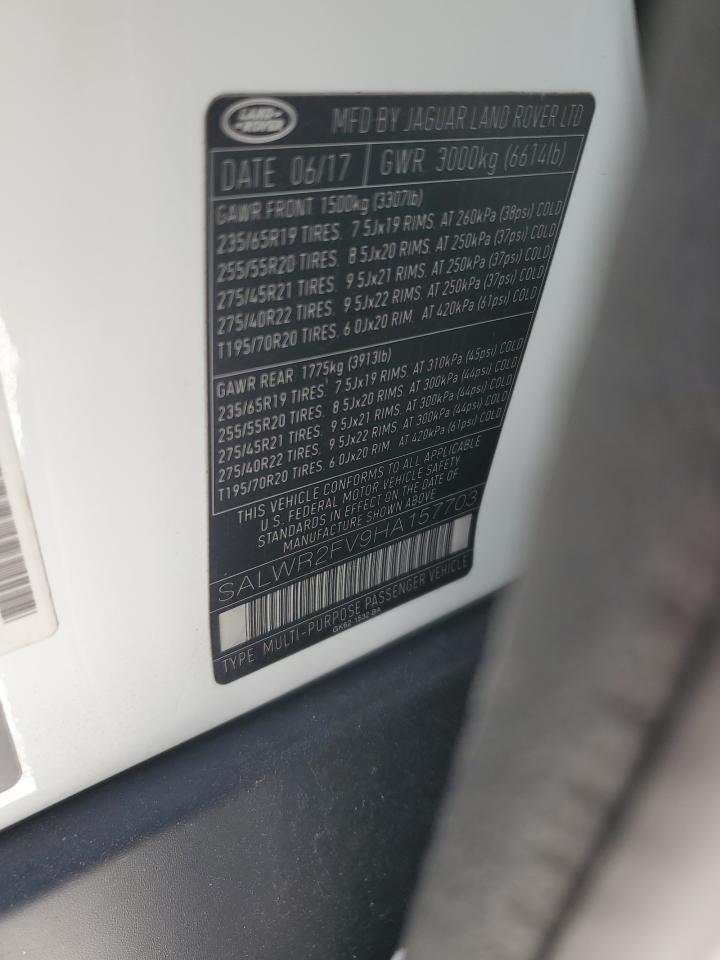 LAND ROVER
MFD BY JAGUAR LAND ROVER LTD
DATE 06/17 GWR 3000kg (6614lb)
GAWR FRONT 1500kg (3307lb)
235/65R19 TIRES. 7 5Jx19 RIMS. AT 260kPa (38psi) COLD
255/55R20 TIRES. 8 5Jx20 RIMS. AT 250kPa (37psi) COLD
275/45R21 TIRES. 9 5Jx21 RIMS. AT 250kPa (37psi) COLD
275/40R22 TIRES. 9 5Jx22 RIMS. AT 250kPa (37psi) COLD
T195/70R20 TIRES. 6 0Jx20 RIM. AT 420kPa (61psi) COLD
GAWR REAR 1775kg (3913lb)
235/65R19 TIRES. 7 5Jx19 RIMS. AT 310kPa (45psi) COLD
255/55R20 TIRES. 8 5Jx20 RIMS. AT 300kPa (44psi) COLD
275/45R21 TIRES. 9 5Jx21 RIMS. AT 300kPa (44psi) COLD
275/40R22 TIRES. 9 5Jx22 RIMS. AT 300kPa (44psi) COLD
T195/70R20 TIRES. 6 0Jx20 RIM. AT 420kPa (61psi) COLD
THIS VEHICLE CONFORMS TO ALL APPLICABLE
U.S. FEDERAL MOTOR VEHICLE SAFETY
STANDARDS IN EFFECT ON THE DATE OF
MANUFACTURE SHOWN ABOVE
SALWR2FV9HA157703
TYPE MULTI-PURPOSE PASSENGER VEHICLE
GK62-1532-BA